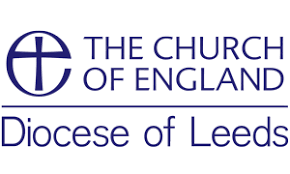 THE CHURCH
OF ENGLAND
Diocese of Leeds